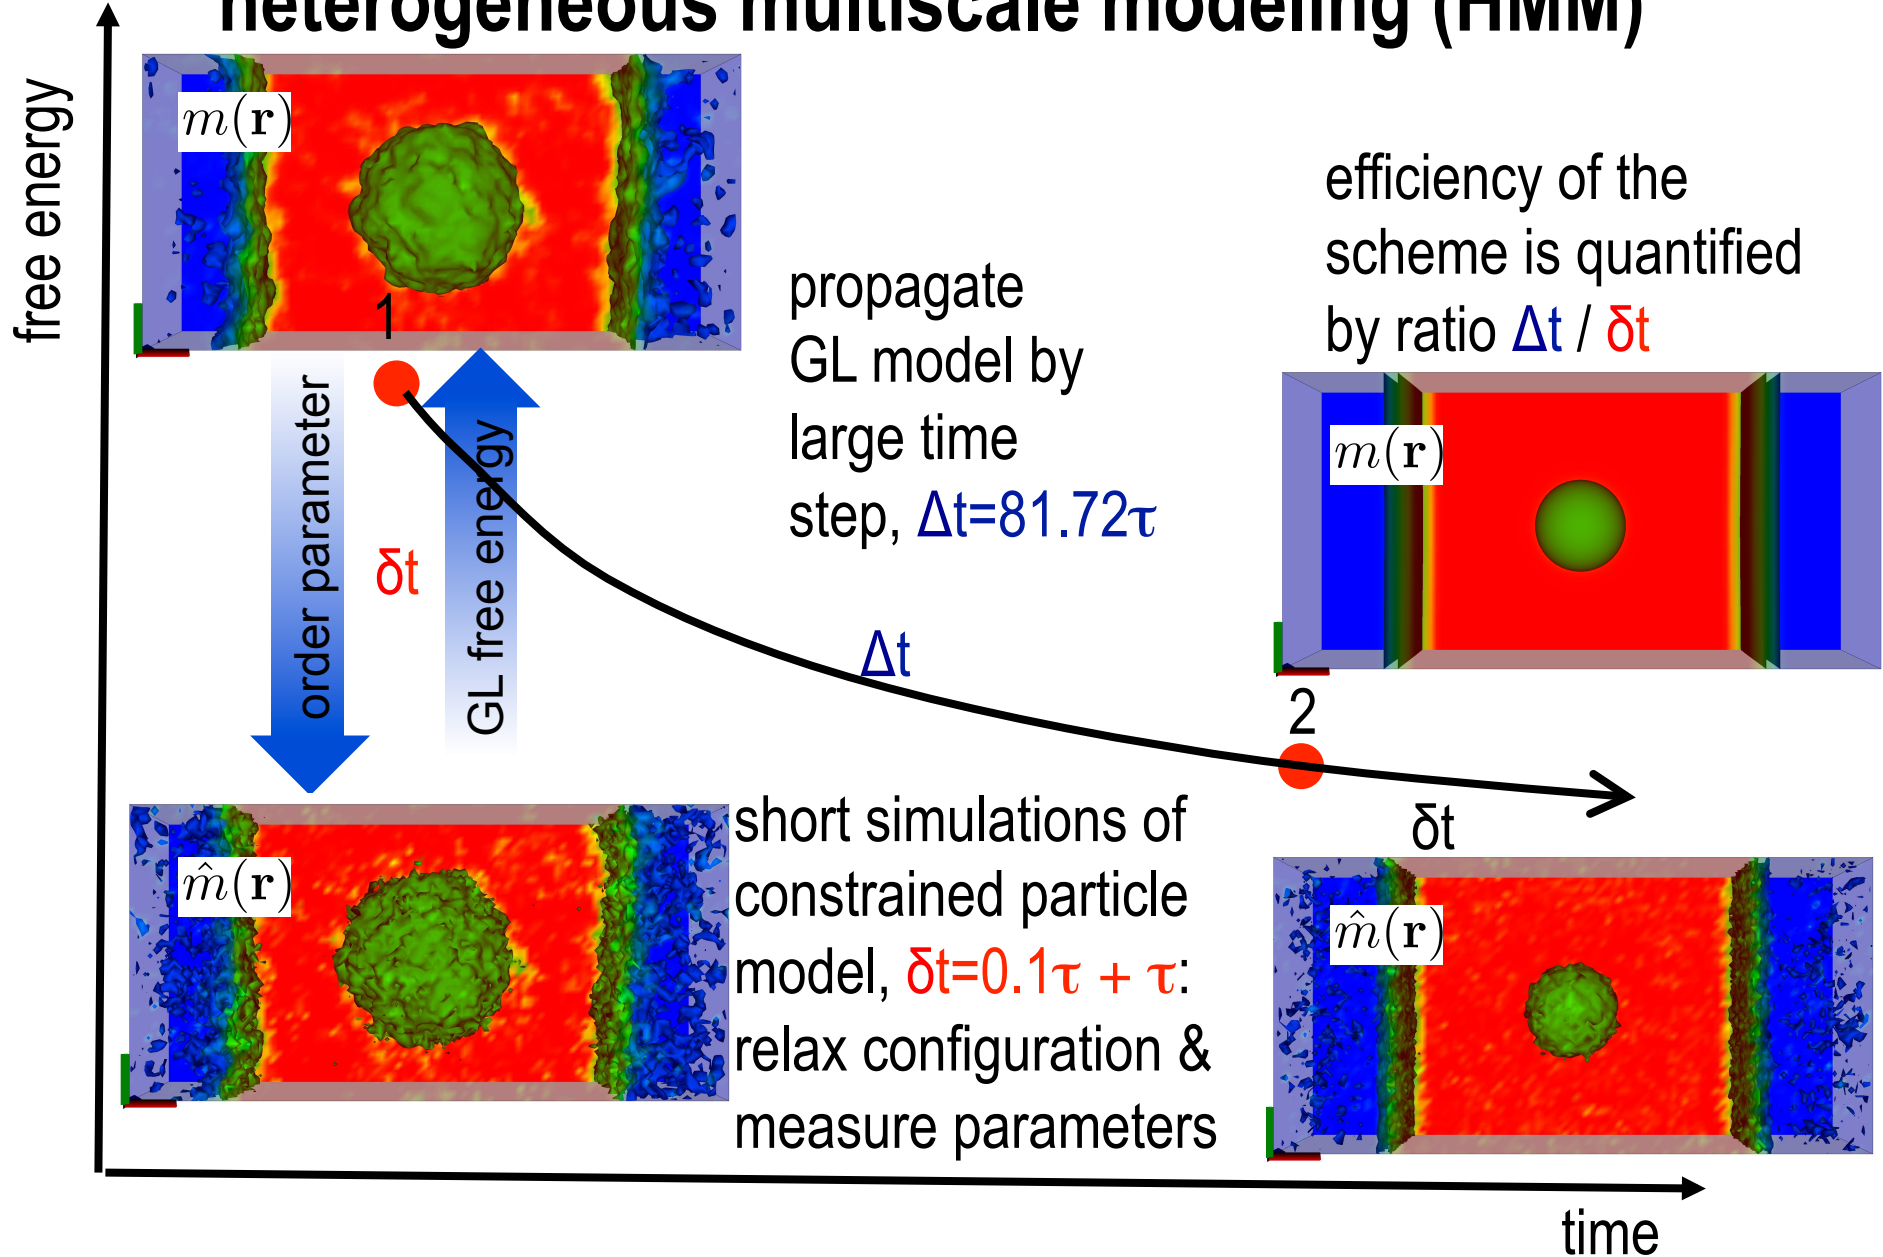 heterogeneous multiscale modeling (HMM)
free energy
m(r)
1
order parameter
δt
GL free energy
propagate
GL model by
large time
step, Δt=81.72τ
Δt
efficiency of the
scheme is quantified
by ratio Δt / δt
m(r)
2
δt
m̂(r)
short simulations of
constrained particle
model, δt=0.1τ + τ:
relax configuration &
measure parameters
m̂(r)
time